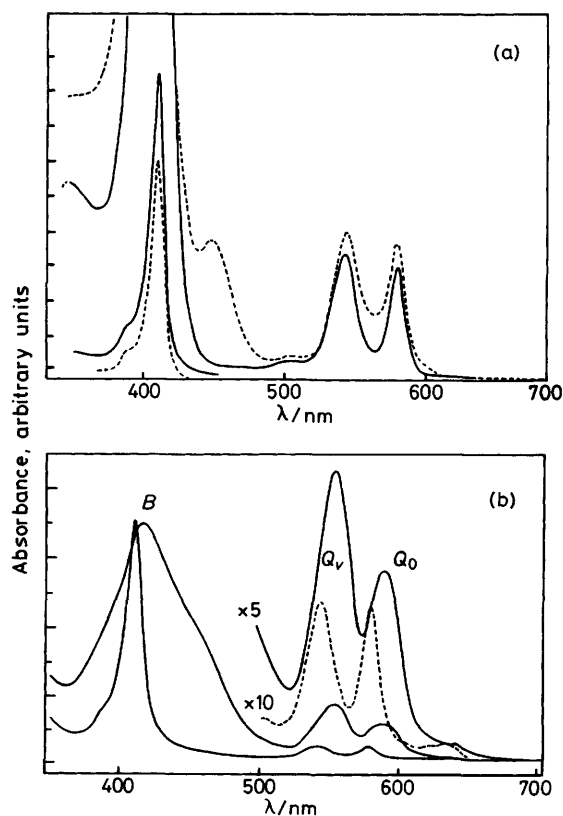 (a)
400
500
600
700
λ/nm
Absorbance, arbitrary units
(b)
B
Qv
Q0
×5
×10
400
500
600
700
λ/nm